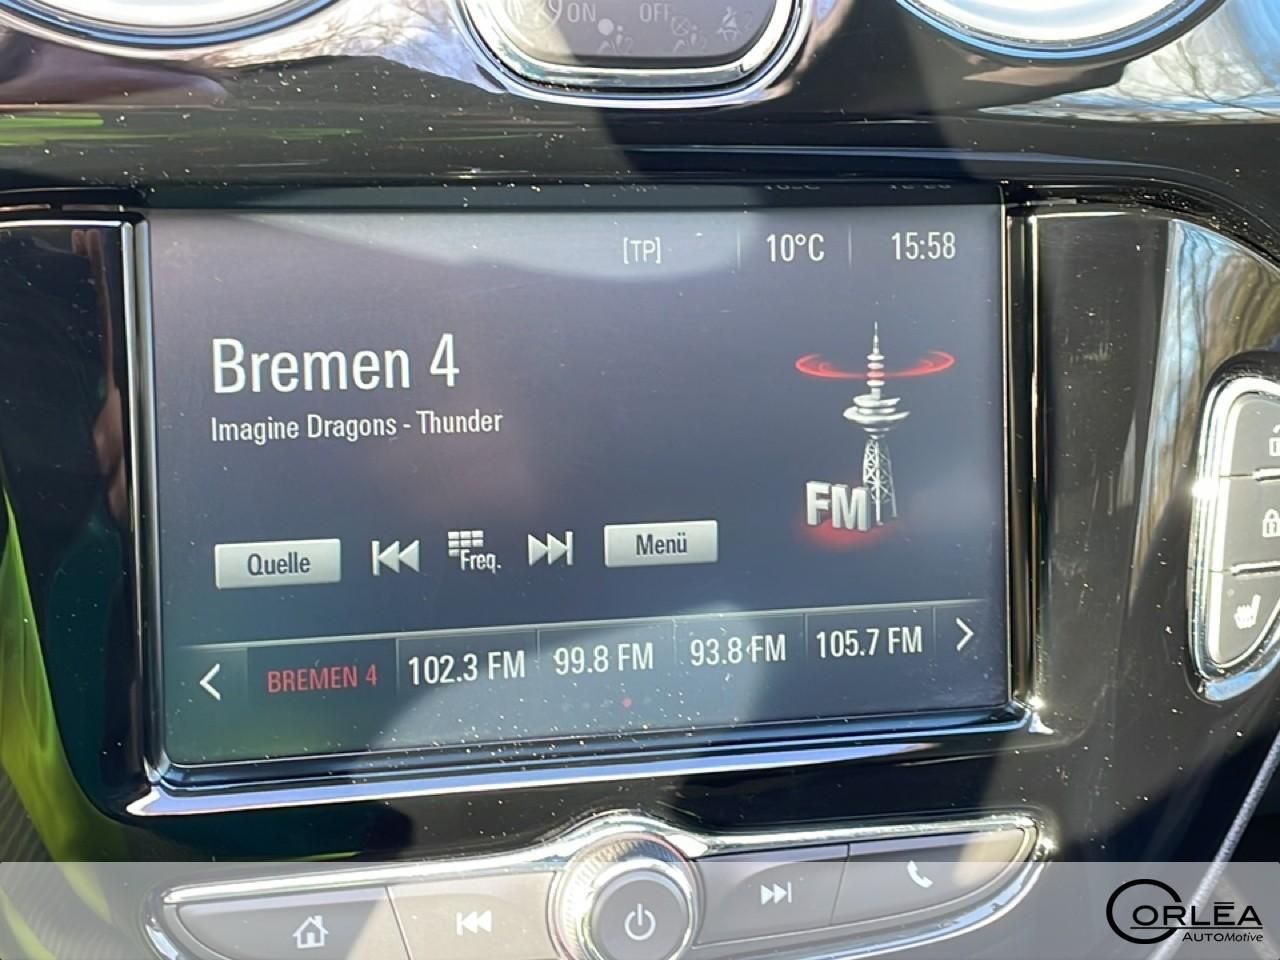 ON OFF
[TP] 10°C 15:58
Bremen 4
Imagine Dragons - Thunder
FM
Quelle Freq. Menü
BREMEN 4 102.3 FM 99.8 FM 93.8 FM 105.7 FM
CORLĒA
AUTOMotive